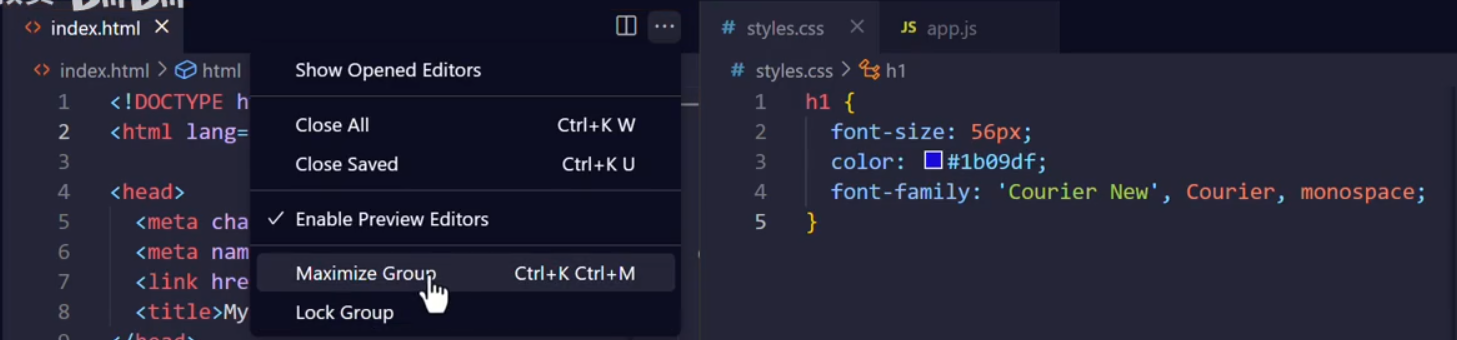 index.html
styles.css
JS app.js
index.html > html
Show Opened Editors
Close All Ctrl+K W
Close Saved Ctrl+K U
Enable Preview Editors
Maximize Group Ctrl+K Ctrl+M
Lock Group
1 <!DOCTYPE h
2 <html lang=
3
4 <head>
5 <meta cha
6 <meta nam
7 <link hre
8 <title>My
# styles.css > h1
1 h1 {
2 font-size: 56px;
3 color: #1b09df;
4 font-family: 'Courier New', Courier, monospace;
5 }